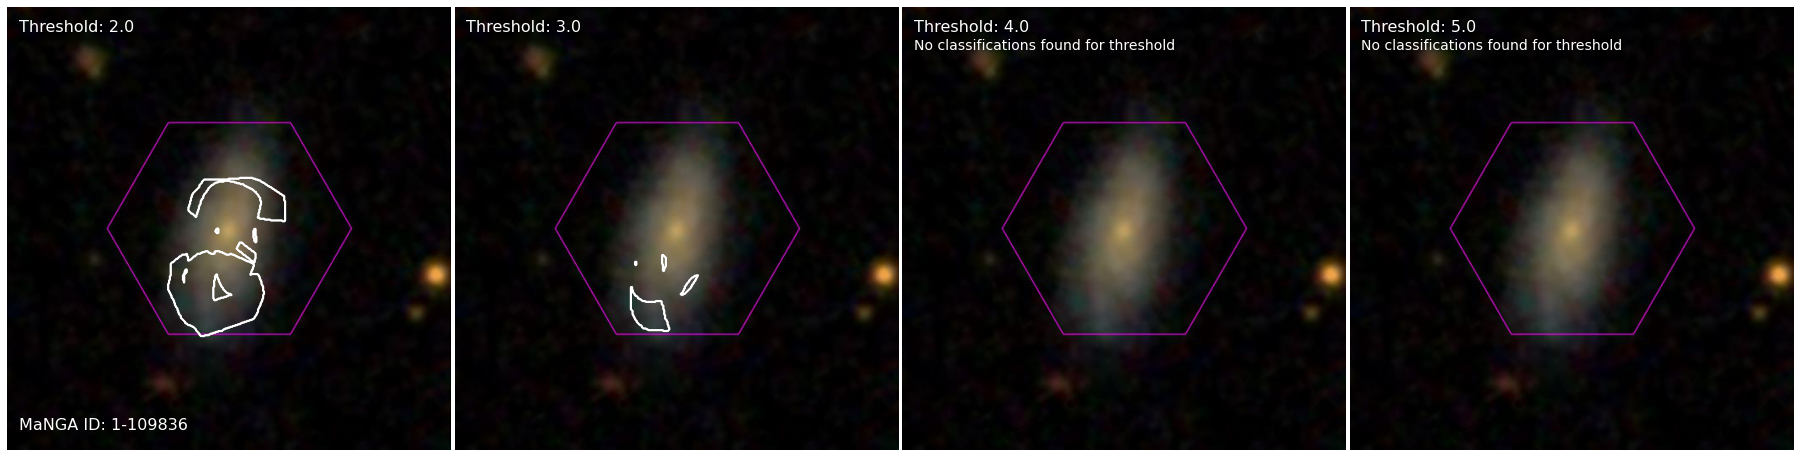 Threshold: 2.0
MaNGA ID: 1-109836
Threshold: 3.0
Threshold: 4.0
No classifications found for threshold
Threshold: 5.0
No classifications found for threshold